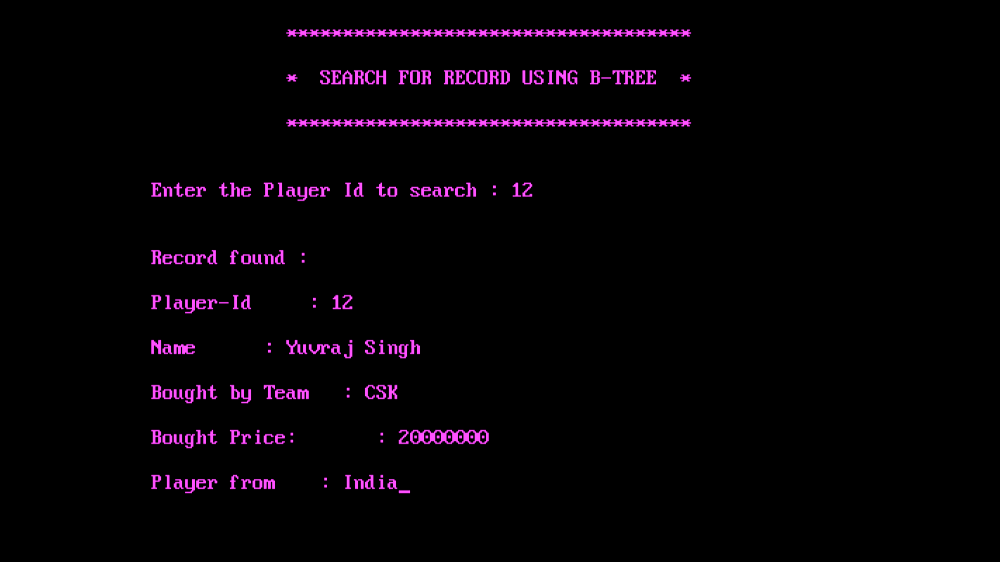 ************************************
*  SEARCH FOR RECORD USING B-TREE  *
************************************
Enter the Player Id to search : 12
Record found :
Player-Id     : 12
Name      : Yuvraj Singh
Bought by Team   : CSK
Bought Price:       : 20000000
Player from    : India_